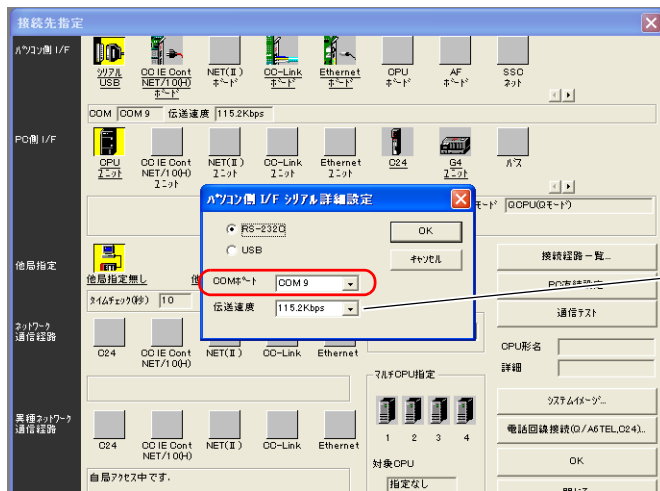 接続先指定
パソコン側 I/F
シリアル USB
CC IE Cont NET/10(H) ボード
NET(Ⅱ) ボード
CC-Link ボード
Ethernet ボード
CPU ボード
AF ボード
SSC ネット
COM COM 9 伝送速度 115.2Kbps
PC側 I/F
CPU ユニット
CC IE Cont NET/10(H) ユニット
NET(Ⅱ) ユニット
CC-Link ユニット
Ethernet ユニット
C24
G4 ユニット
バス
QCPU(Qモード)
パソコン側 I/F シリアル詳細設定
RS-232C
USB
COMポート COM 9
伝送速度 115.2Kbps
OK
キャンセル
他局指定
他局指定無し
タイムチェック(秒) 10
接続経路一覧...
通信テスト
CPU形名
詳細
ネットワーク通信経路
C24
CC IE Cont NET/10(H)
NET(Ⅱ)
CC-Link
Ethernet
マルチCPU指定
1 2 3 4
対象CPU
指定なし
システムイメージ...
電話回線接続(Q/A6TEL,C24)...
OK
異種ネットワーク通信経路
C24
CC IE Cont NET/10(H)
NET(Ⅱ)
CC-Link
Ethernet
自局アクセス中です.